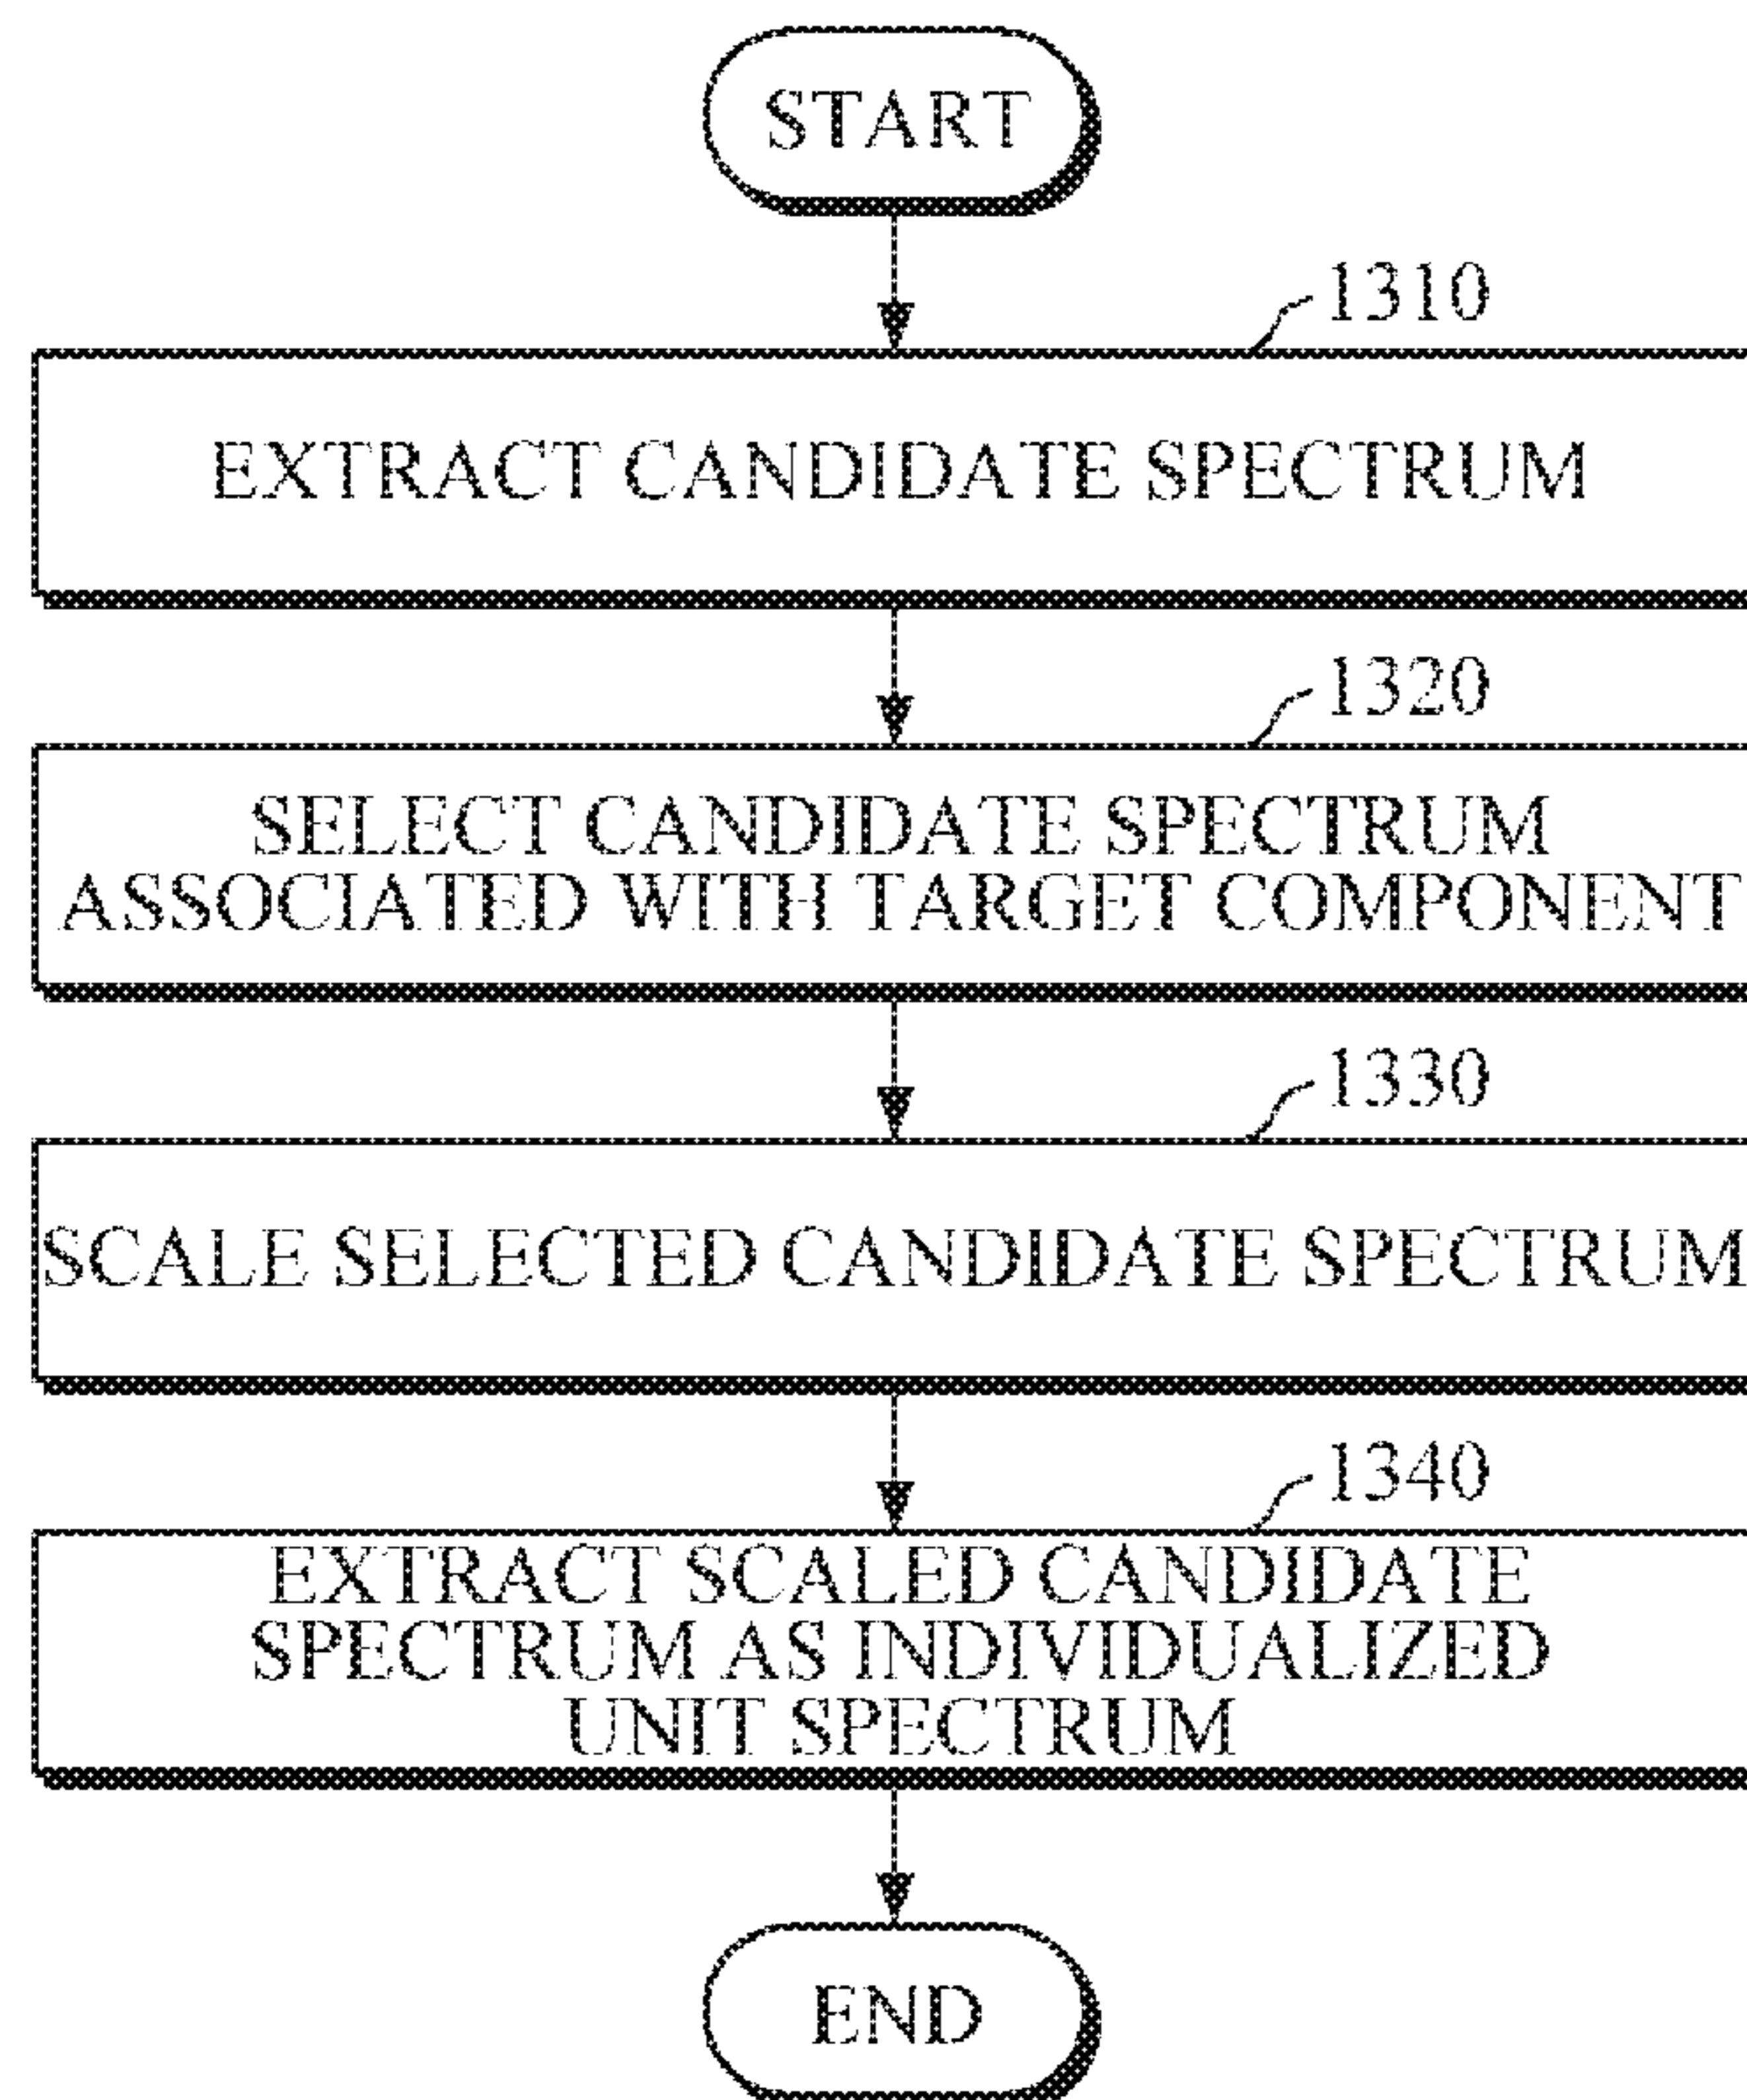 START
1310
EXTRACT CANDIDATE SPECTRUM
1320
SELECT CANDIDATE SPECTRUM
ASSOCIATED WITH TARGET COMPONENT
1330
SCALE SELECTED CANDIDATE SPECTRUM
1340
EXTRACT SCALED CANDIDATE
SPECTRUM AS INDIVIDUALIZED
UNIT SPECTRUM
END